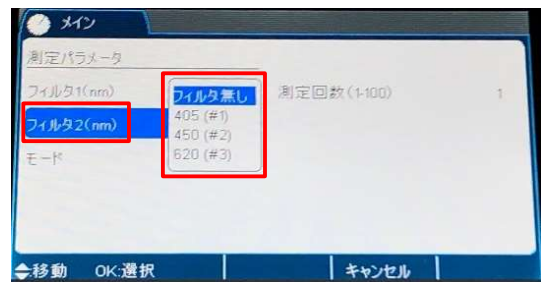 メイン
測定パラメータ
フィルタ1(nm)
フィルタ無し
測定回数(1-100) 1
405 (#1)
フィルタ2(nm)
450 (#2)
モード
620 (#3)
移動 OK:選択 キャンセル